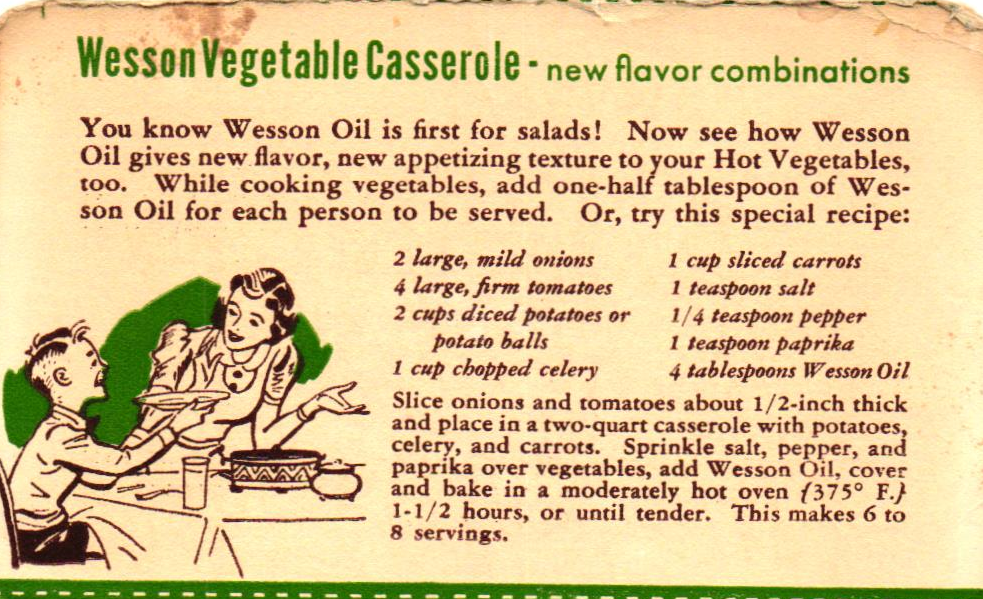 Wesson Vegetable Casserole - new flavor combinations
You know Wesson Oil is first for salads! Now see how Wesson
Oil gives new flavor, new appetizing texture to your Hot Vegetables,
too. While cooking vegetables, add one-half tablespoon of Wes-
son Oil for each person to be served. Or, try this special recipe:
2 large, mild onions
4 large, firm tomatoes
2 cups diced potatoes or
potato balls
1 cup chopped celery
1 cup sliced carrots
1 teaspoon salt
1/4 teaspoon pepper
1 teaspoon paprika
4 tablespoons Wesson Oil
Slice onions and tomatoes about 1/2-inch thick
and place in a two-quart casserole with potatoes,
celery, and carrots. Sprinkle salt, pepper, and
paprika over vegetables, add Wesson Oil, cover
and bake in a moderately hot oven {375° F.}
1-1/2 hours, or until tender. This makes 6 to
8 servings.